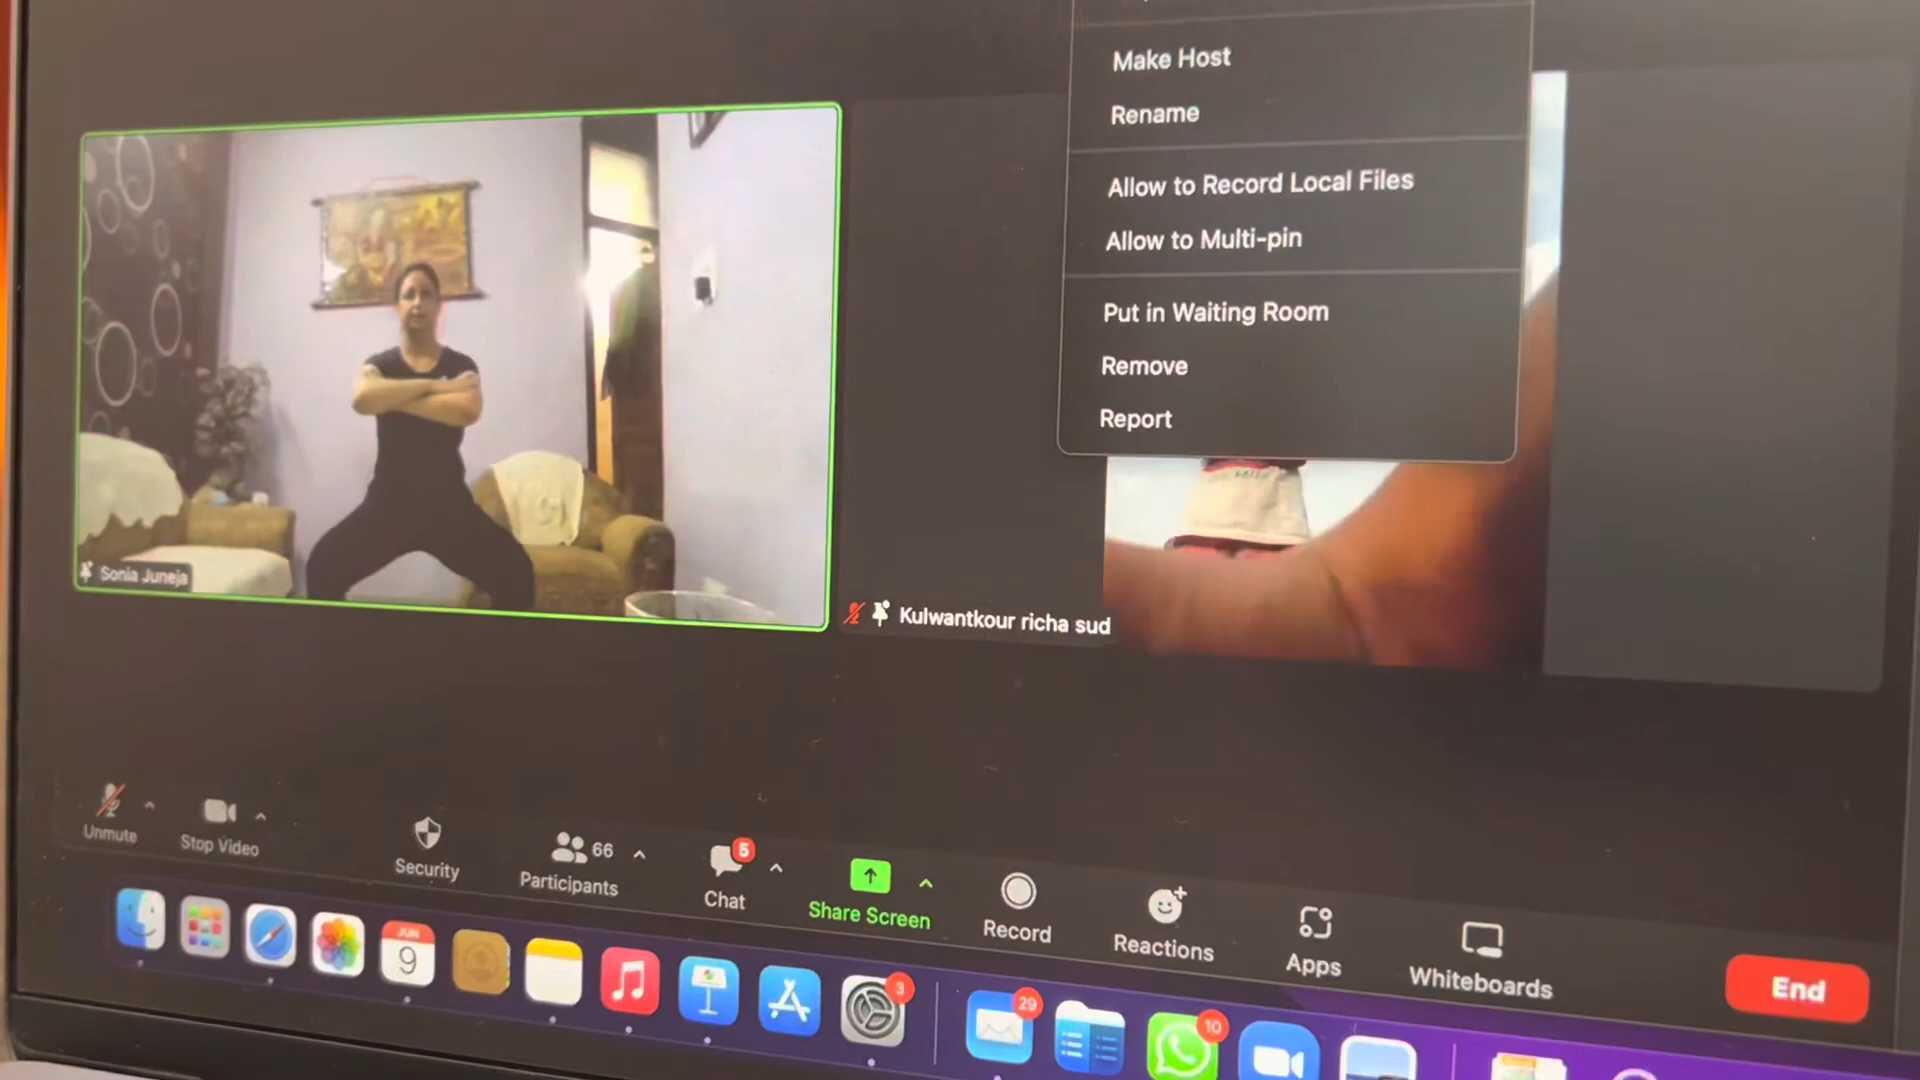 Make Host
Rename
Allow to Record Local Files
Allow to Multi-pin
Put in Waiting Room
Remove
Report
Sonia Juneja
Kulwantkour richa sud
Unmute
Stop Video
Security
66
Participants
5
Chat
Share Screen
Record
Reactions
Apps
Whiteboards
End
JUN
9
3
29
10